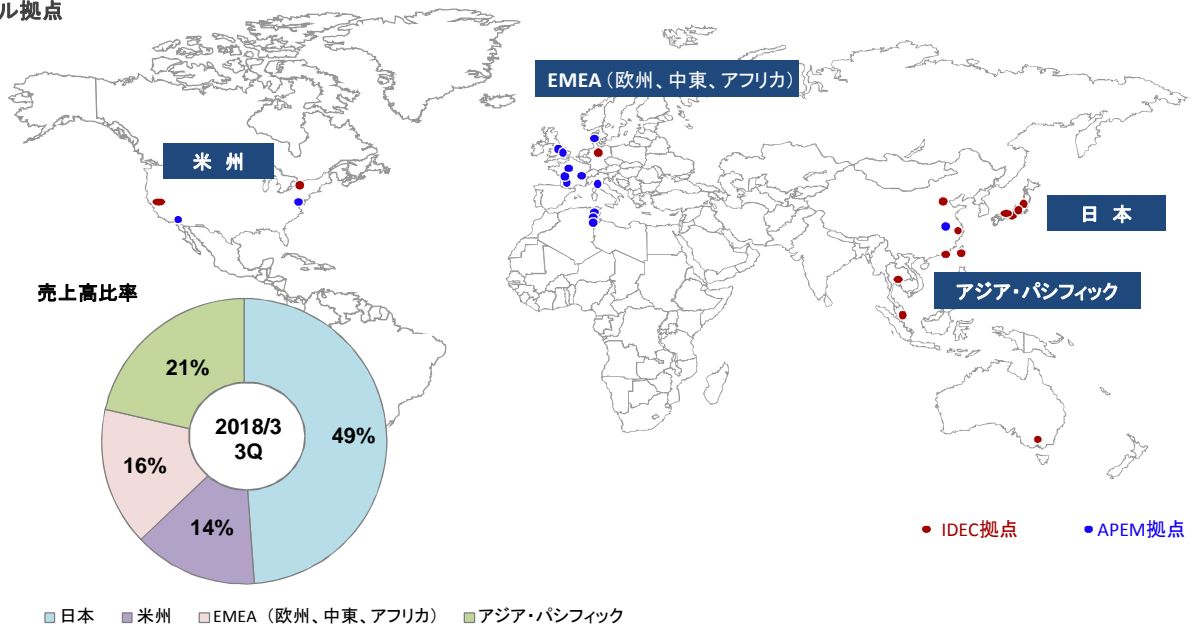 ル拠点
EMEA（欧州、中東、アフリカ）
米 州
日 本
アジア・パシフィック
売上高比率
21%
49%
16%
14%
2018/3
3Q
IDEC拠点
APEM拠点
日本
米州
EMEA （欧州、中東、アフリカ）
アジア・パシフィック